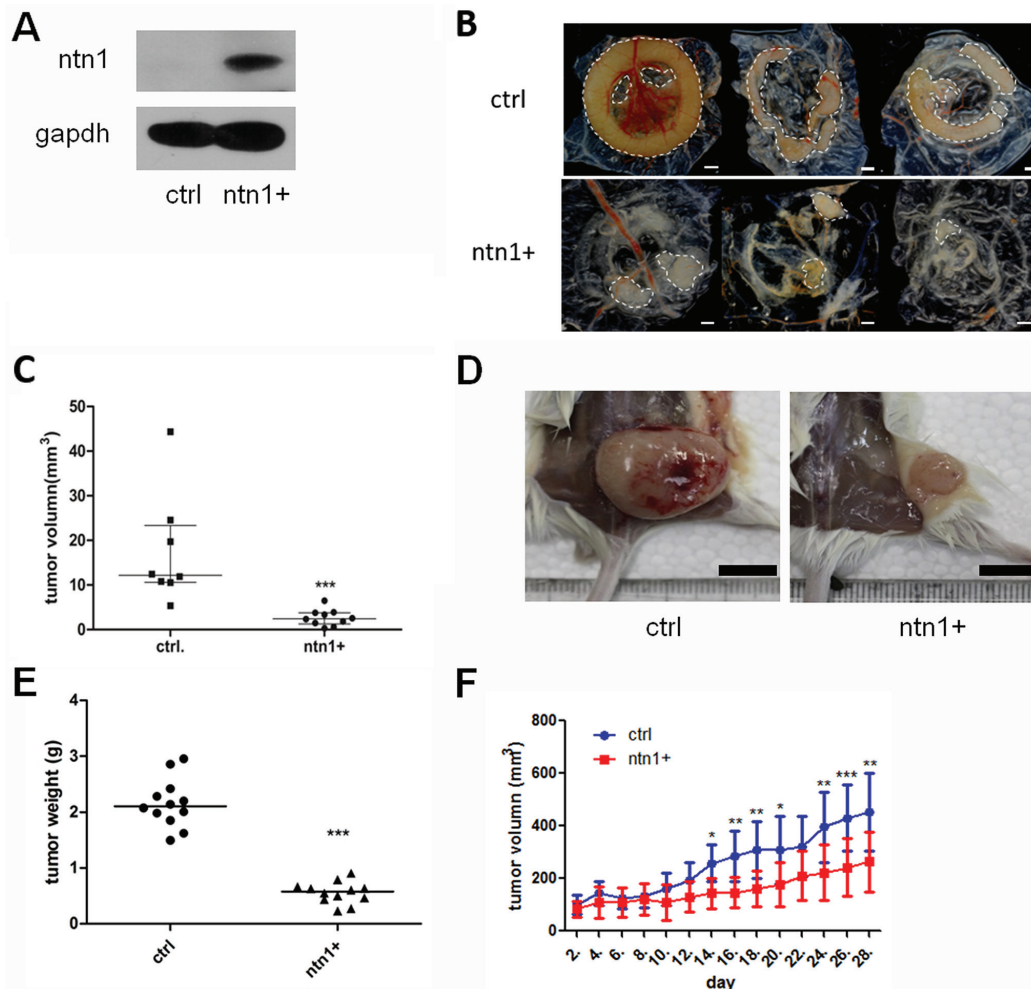 A
ntn1
gapdh
ctrl
ntn1+
B
ctrl
ntn1+
C
tumor volumn(mm³)
50
40
30
20
10
0
***
ctrl.
ntn1+
D
ctrl
ntn1+
E
tumor weight (g)
4
3
2
1
0
***
ctrl
ntn1+
F
tumor volumn (mm³)
800
600
400
200
0
ctrl
ntn1+
*
**
**
*
**
***
**
2.
4.
6.
8.
10.
12.
14.
16.
18.
20.
22.
24.
26.
28.
day